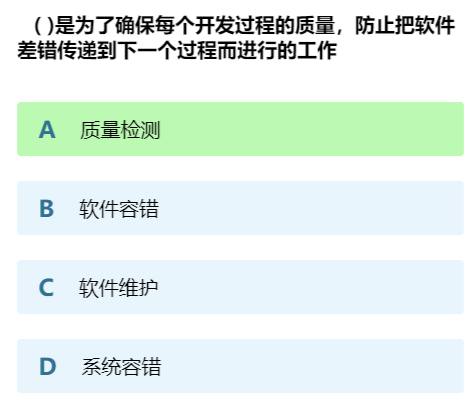 ( )是为了确保每个开发过程的质量，防止把软件
差错传递到下一个过程而进行的工作
A 质量检测
B 软件容错
C 软件维护
D 系统容错